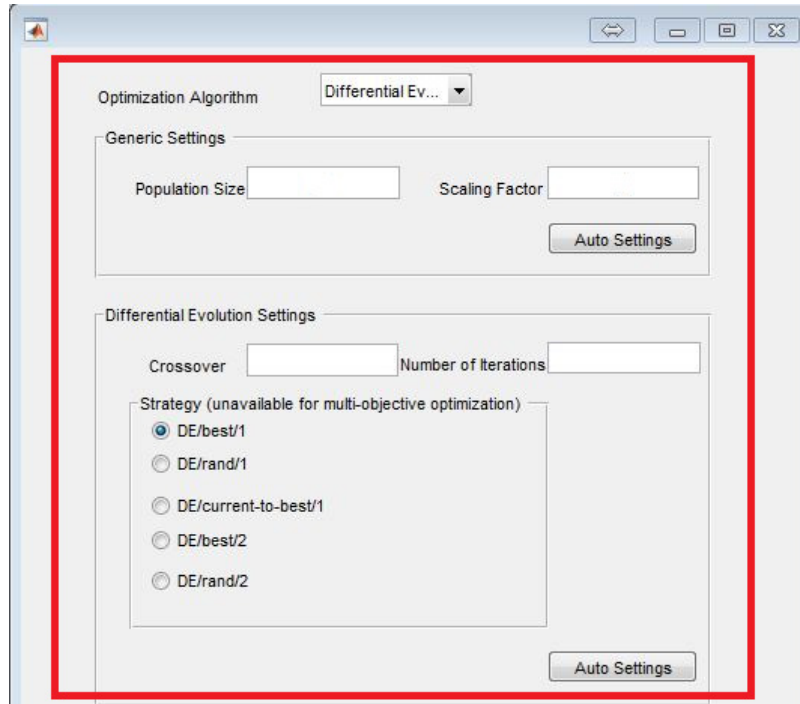 Optimization Algorithm Differential Ev...
Generic Settings
Population Size Scaling Factor
Auto Settings
Differential Evolution Settings
Crossover Number of Iterations
Strategy (unavailable for multi-objective optimization)
DE/best/1
DE/rand/1
DE/current-to-best/1
DE/best/2
DE/rand/2
Auto Settings